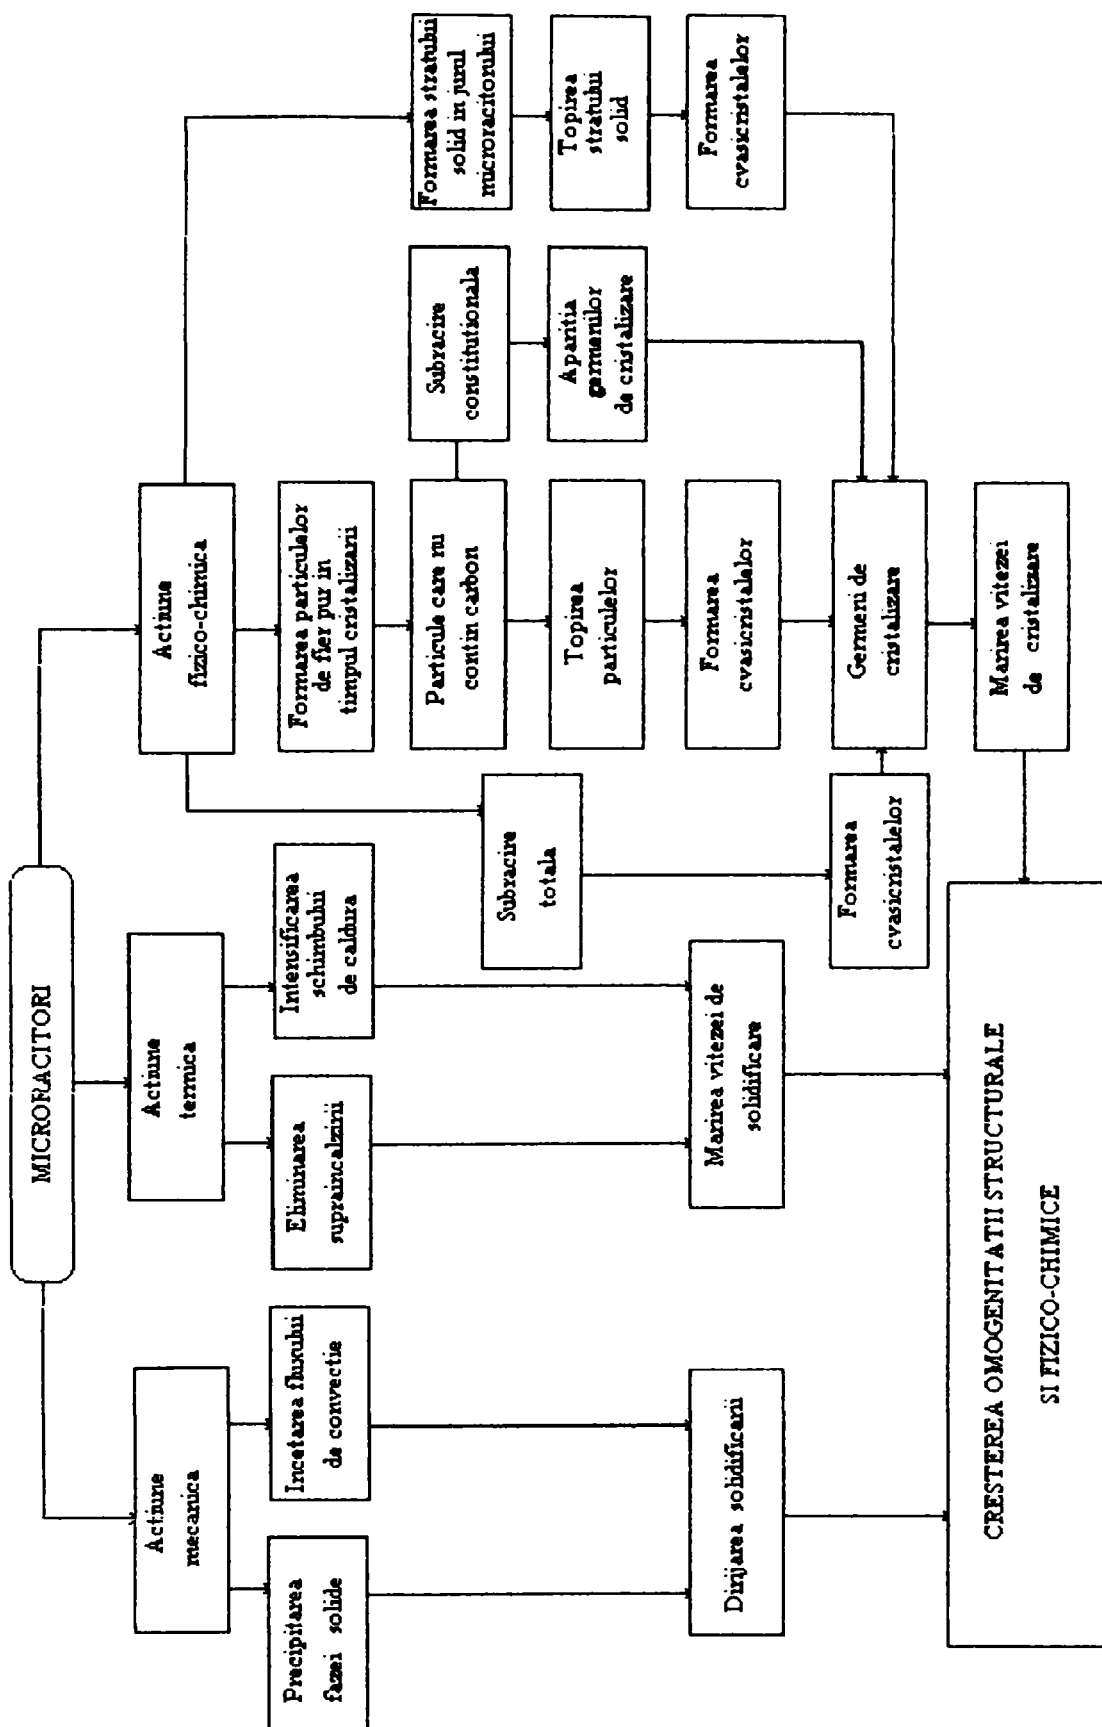 MICRORACITORI
Actiune
mecanica
Actiune
termica
Actiune
fizico-chimica
Precipitarea
fazei solide
Incetarea fluxului
de convectie
Eliminarea
supraincalzirii
Intensificarea
schimbului
de caldura
Formarea particulelor
de fier pur in
timpul cristalizarii
Particule care nu
contin carbon
Subracire
constitutionala
Formarea stratului
solid in jurul
microracitorului
Subracire
totala
Topirea
particulelor
Aparitia
germenilor
de cristalizare
Topirea
stratului
solid
Dirijarea solidificarii
Marirea vitezei de
solidificare
Formarea
cvasicristalelor
Formarea
cvasicristalelor
Formarea
cvasicristalelor
Germeni de
cristalizare
Marirea vitezei
de cristalizare
CRESTEREA OMOGENITATII STRUCTURALE
SI FIZICO-CHIMICE